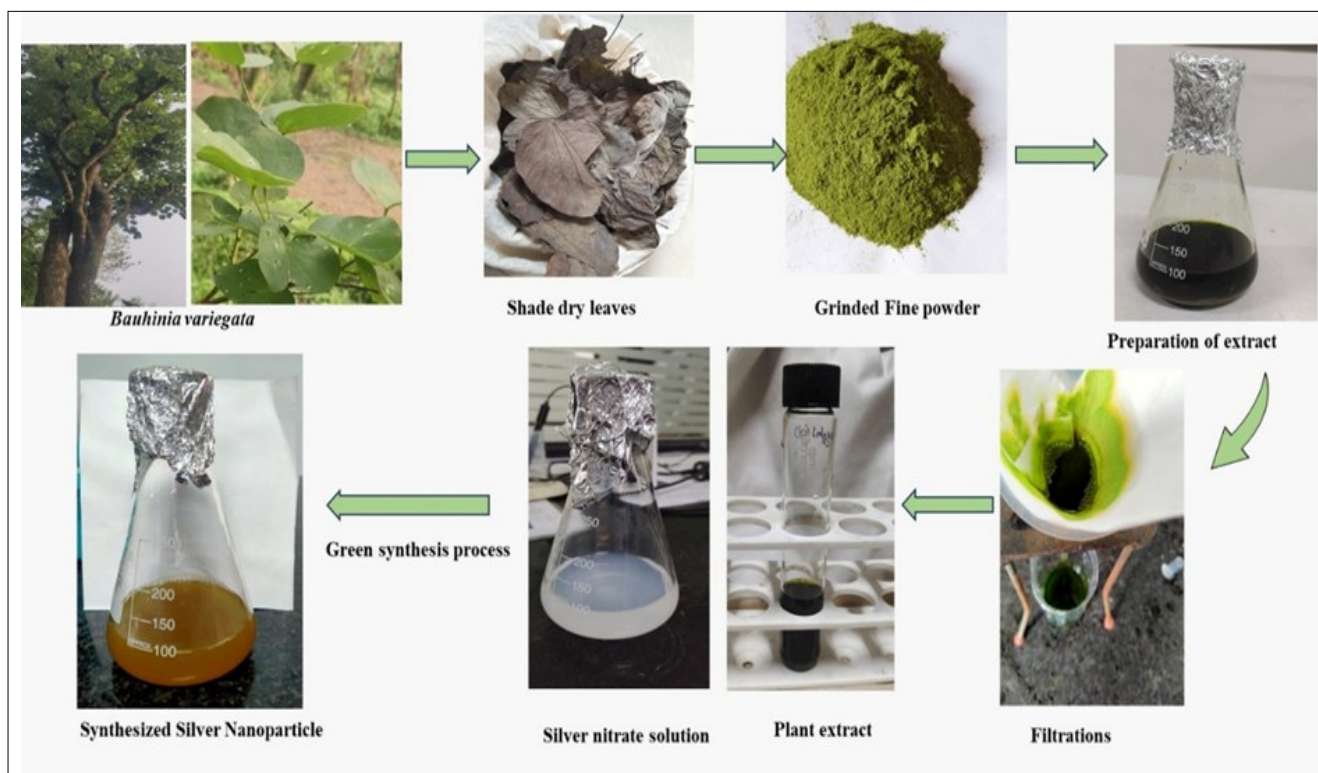 Bauhinia variegata
Shade dry leaves
Grinded Fine powder
200
150
100
Preparation of extract
200
150
100
Synthesized Silver Nanoparticle
Green synthesis process
200
150
100
Silver nitrate solution
Plant extract
Filtrations